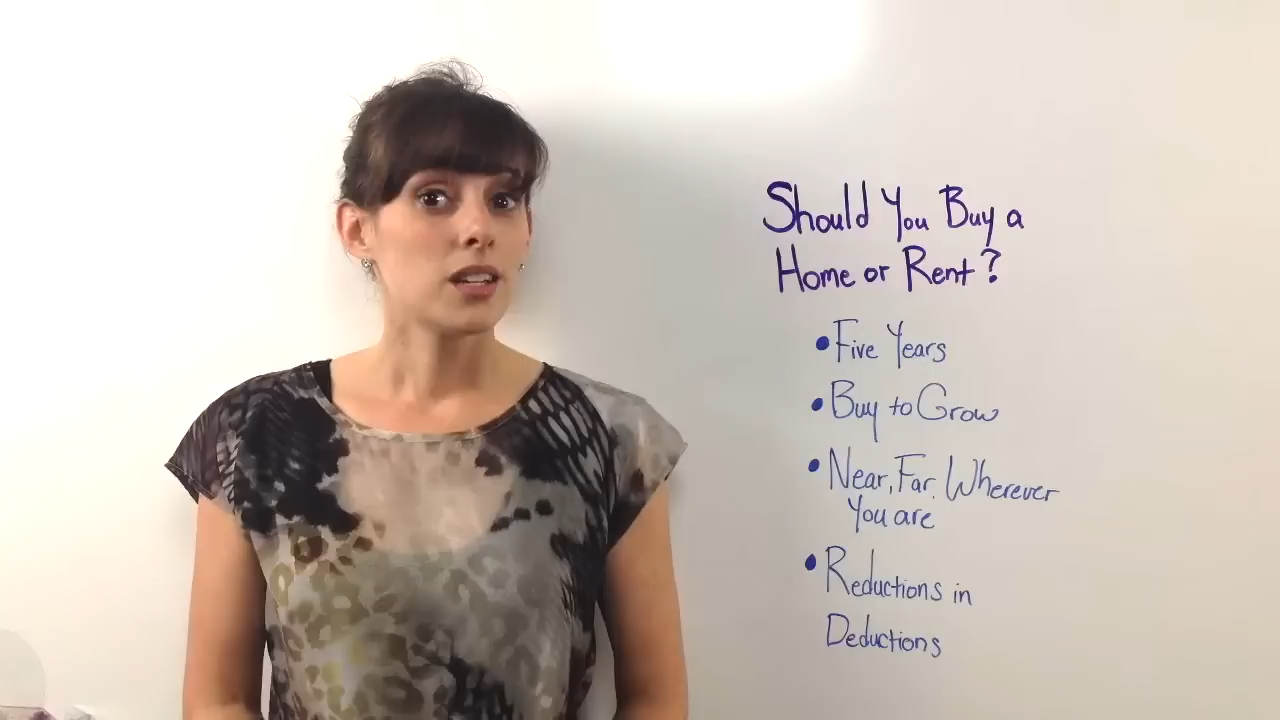 Should You Buy a
Home or Rent?
• Five Years
• Buy to Grow
• Near, Far, Wherever
You are
• Reductions in
Deductions